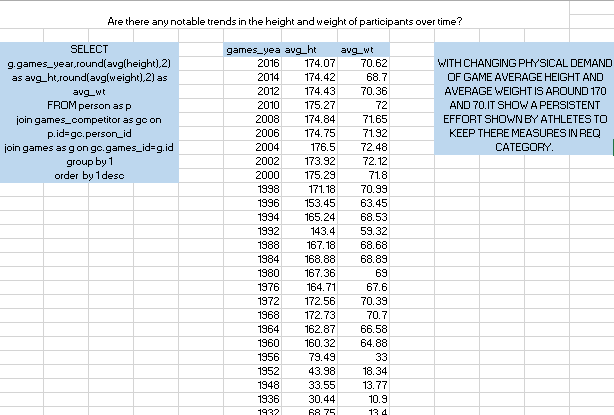 Are there any notable trends in the height and weight of participants over time?
SELECT
g.games_year,round(avg(height),2)
as avg_ht,round(avg(weight),2) as
avg_wt
FROM person as p
join games_competitor as gc on
p.id=gc.person_id
join games as g on gc.games_id=g.id
group by 1
order by 1 desc
games_yea avg_ht avg_wt
2016 174.07 70.62
2014 174.42 68.7
2012 174.43 70.36
2010 175.27 72
2008 174.84 71.65
2006 174.75 71.92
2004 176.5 72.48
2002 173.92 72.12
2000 175.29 71.8
1998 171.18 70.99
1996 153.45 63.45
1994 165.24 68.53
1992 143.4 59.32
1988 167.18 68.68
1984 168.88 68.89
1980 167.36 69
1976 164.71 67.6
1972 172.56 70.39
1968 172.73 70.7
1964 162.87 66.58
1960 160.32 64.88
1956 79.49 33
1952 43.98 18.34
1948 33.55 13.77
1936 30.44 10.9
1932 68.75 13.4
WITH CHANGING PHYSICAL DEMAND
OF GAME AVERAGE HEIGHT AND
AVERAGE WEIGHT IS AROUND 170
AND 70.IT SHOW A PERSISTENT
EFFORT SHOWN BY ATHLETES TO
KEEP THERE MEASURES IN REQ
CATEGORY.